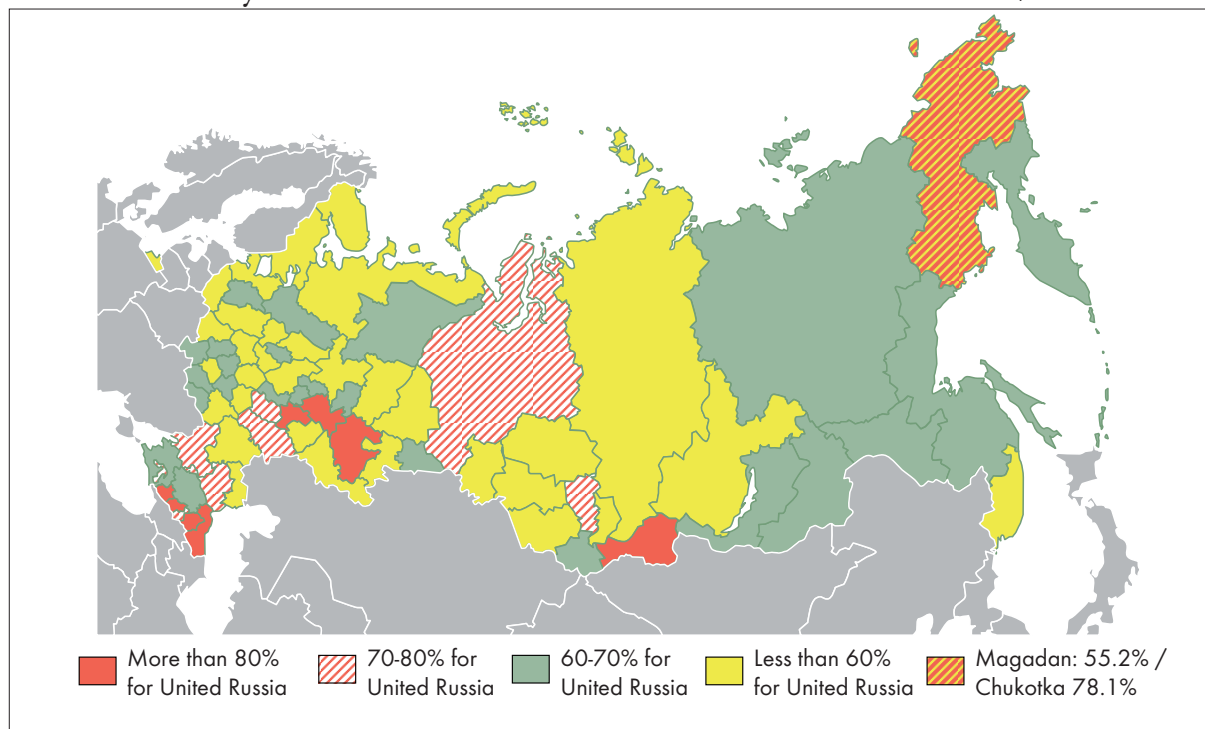 More than 80%
for United Russia
70-80% for
United Russia
60-70% for
United Russia
Less than 60%
for United Russia
Magadan: 55.2% /
Chukotka 78.1%